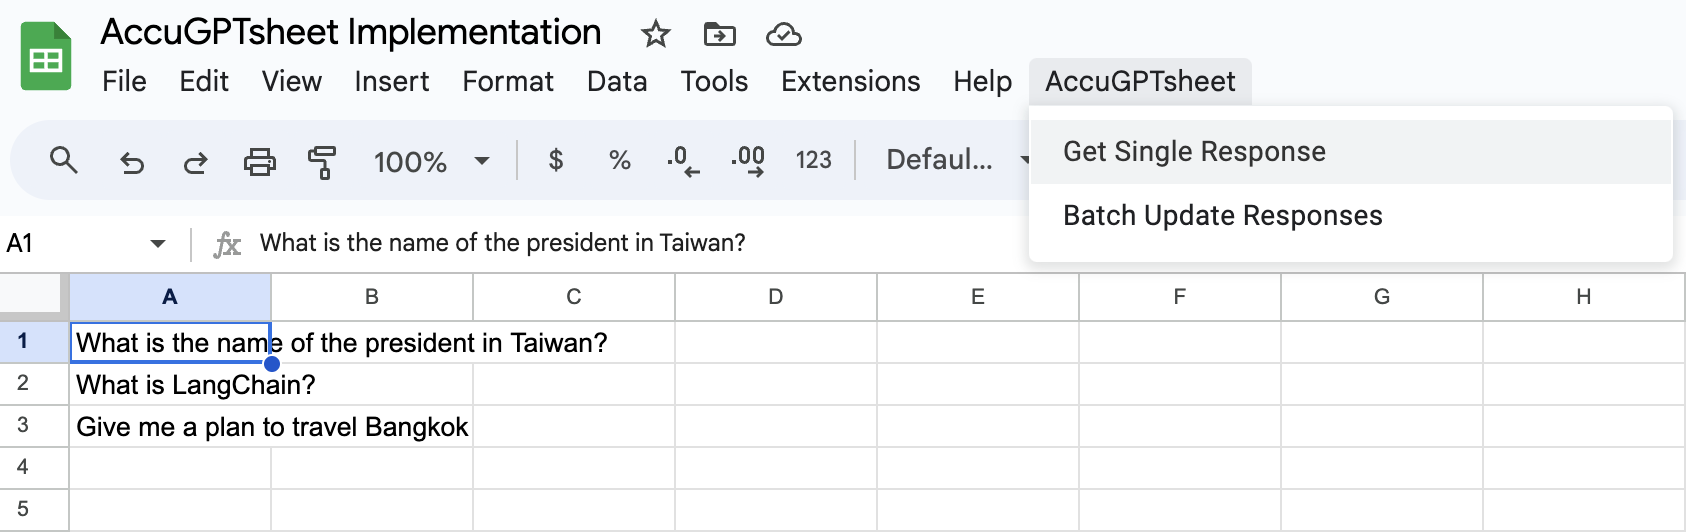 AccuGPTsheet Implementation
File Edit View Insert Format Data Tools Extensions Help AccuGPTsheet
Get Single Response
Batch Update Responses
100% $ % .0 .00 123 Defaul...
A1 fx What is the name of the president in Taiwan?
A B C D E F G H
1 What is the name of the president in Taiwan?
2 What is LangChain?
3 Give me a plan to travel Bangkok
4
5